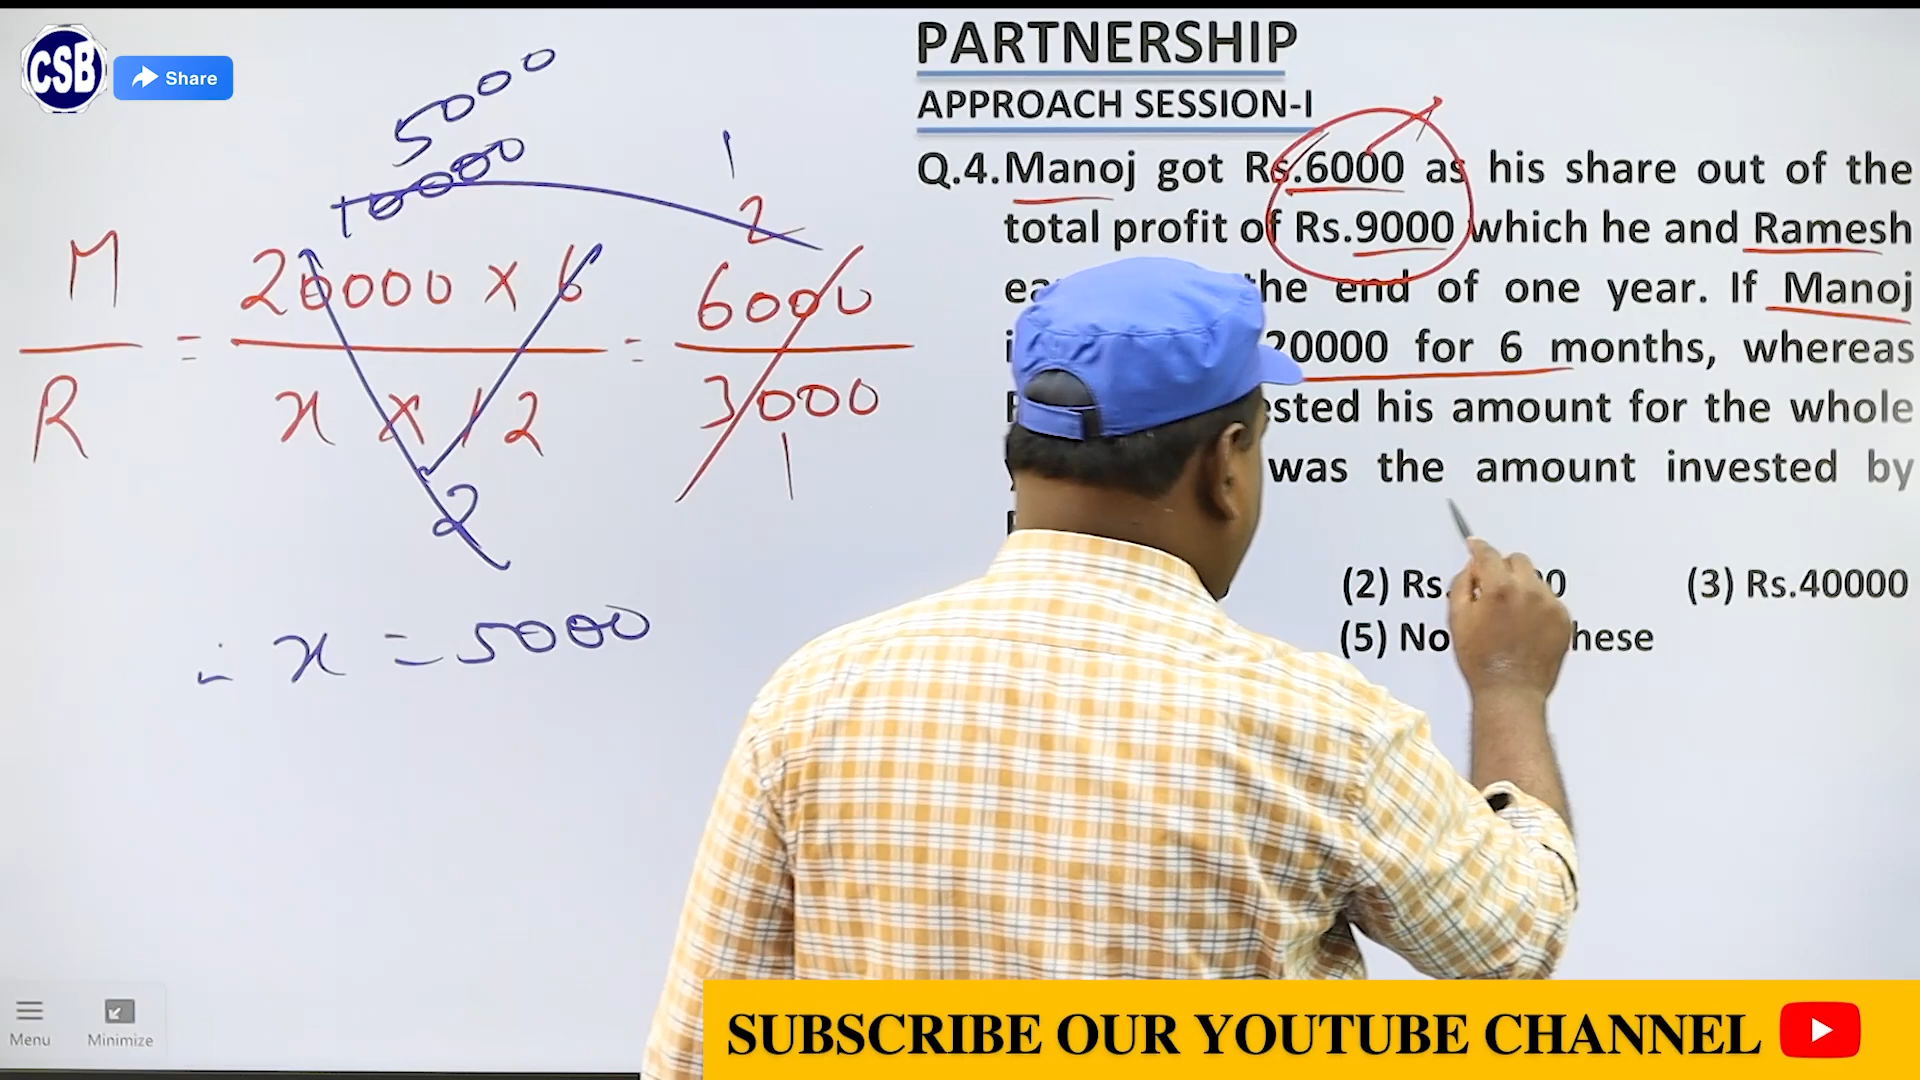 CSB
Share
PARTNERSHIP
APPROACH SESSION-I
Q.4. Manoj got Rs.6000 as his share out of the
total profit of Rs.9000 which he and Ramesh
the end of one year. If Manoj
20000 for 6 months, whereas
his amount for the whole
was the amount invested by
(2) Rs.
(3) Rs.40000
(5)
5000
10000
1
2
M
R
=
20000 × 6
x × 12
2
=
6000
3000
1
∴ x = 5000
Menu
Minimize
SUBSCRIBE OUR YOUTUBE CHANNEL